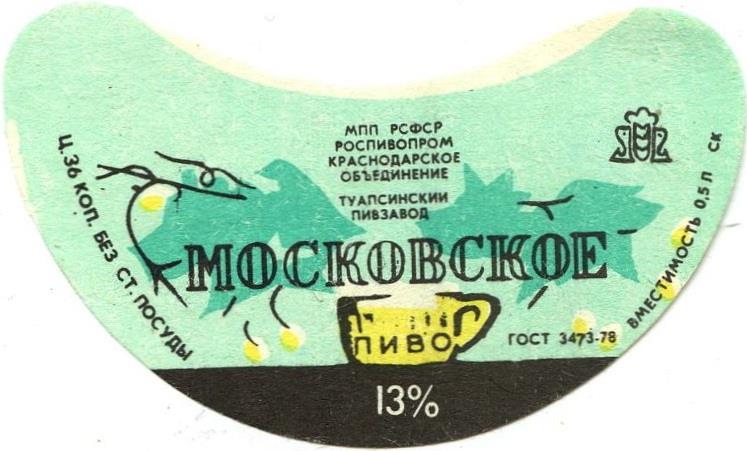 МПП РСФСР
РОСПИВОПРОМ
КРАСНОДАРСКОЕ
ОБЪЕДИНЕНИЕ
ТУАПСИНСКИЙ
ПИВЗАВОД
Ц. 36 КОП. БЕЗ СТ. ПОСУДЫ
МОСКОВСКОЕ
ПИВО
ГОСТ 3473-78
ВМЕСТИМОСТЬ 0,5 Л СК
13%